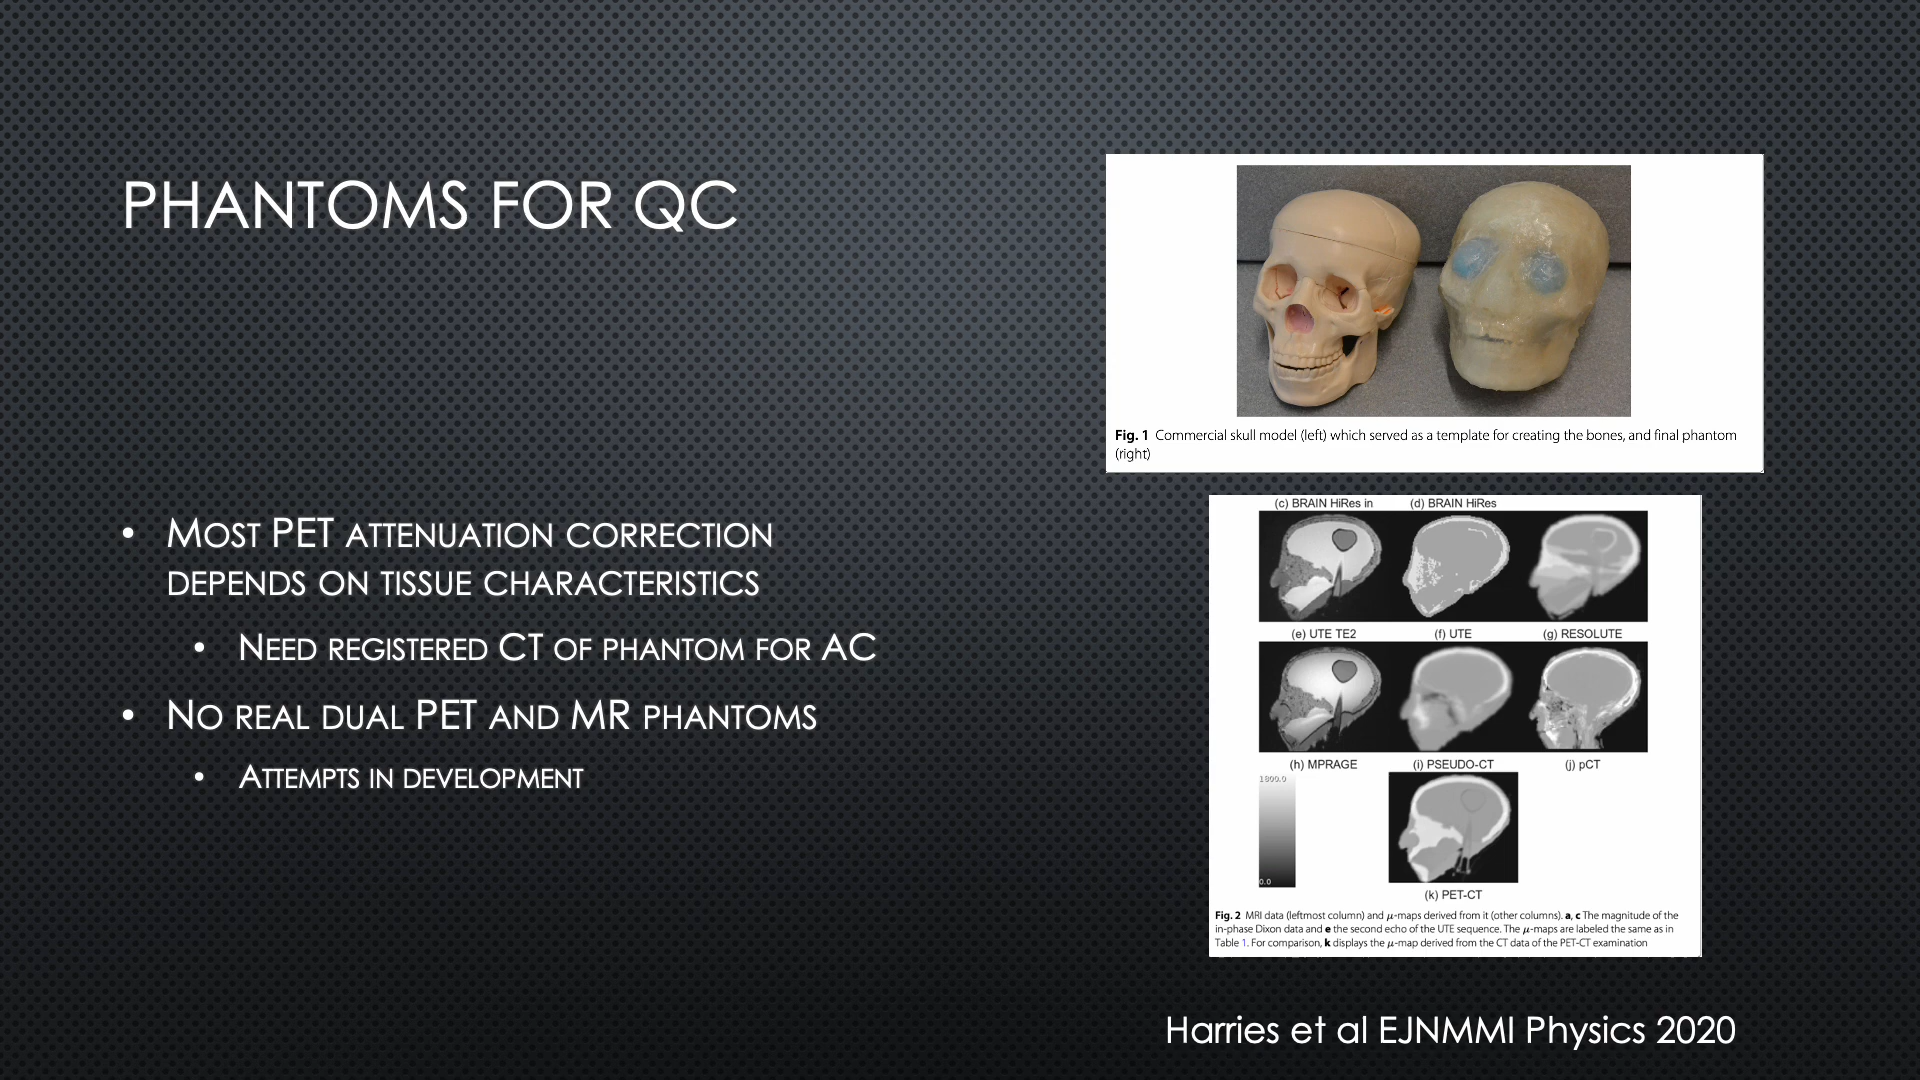 PHANTOMS FOR QC
• MOST PET ATTENUATION CORRECTION
DEPENDS ON TISSUE CHARACTERISTICS
• NEED REGISTERED CT OF PHANTOM FOR AC
• NO REAL DUAL PET AND MR PHANTOMS
• ATTEMPTS IN DEVELOPMENT
Fig. 1 Commercial skull model (left) which served as a template for creating the bones, and final phantom
(right)
(c) BRAIN HiRes in (d) BRAIN HiRes
(e) UTE TE2 (f) UTE (g) RESOLUTE
(h) MPRAGE (i) PSEUDO-CT (j) pCT
1800.0
0.0
(k) PET-CT
Fig. 2 MRI data (leftmost column) and μ-maps derived from it (other columns). a, c The magnitude of the
in-phase Dixon data and e the second echo of the UTE sequence. The μ-maps are labeled the same as in
Table 1. For comparison, k displays the μ-map derived from the CT data of the PET-CT examination
Harries et al EJNMMI Physics 2020